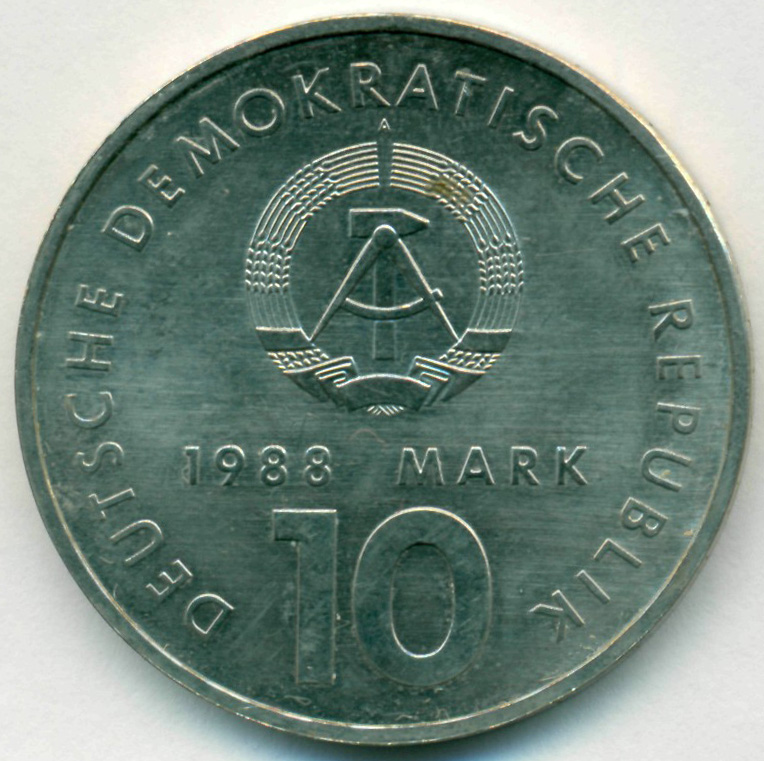 DEUTSCHE DEMOKRATISCHE REPUBLIK
A
1988 MARK
10